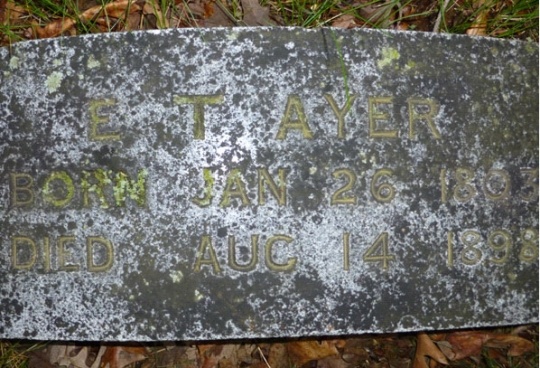 E T AYER
BORN JAN 26 1803
DIED AUG 14 1898